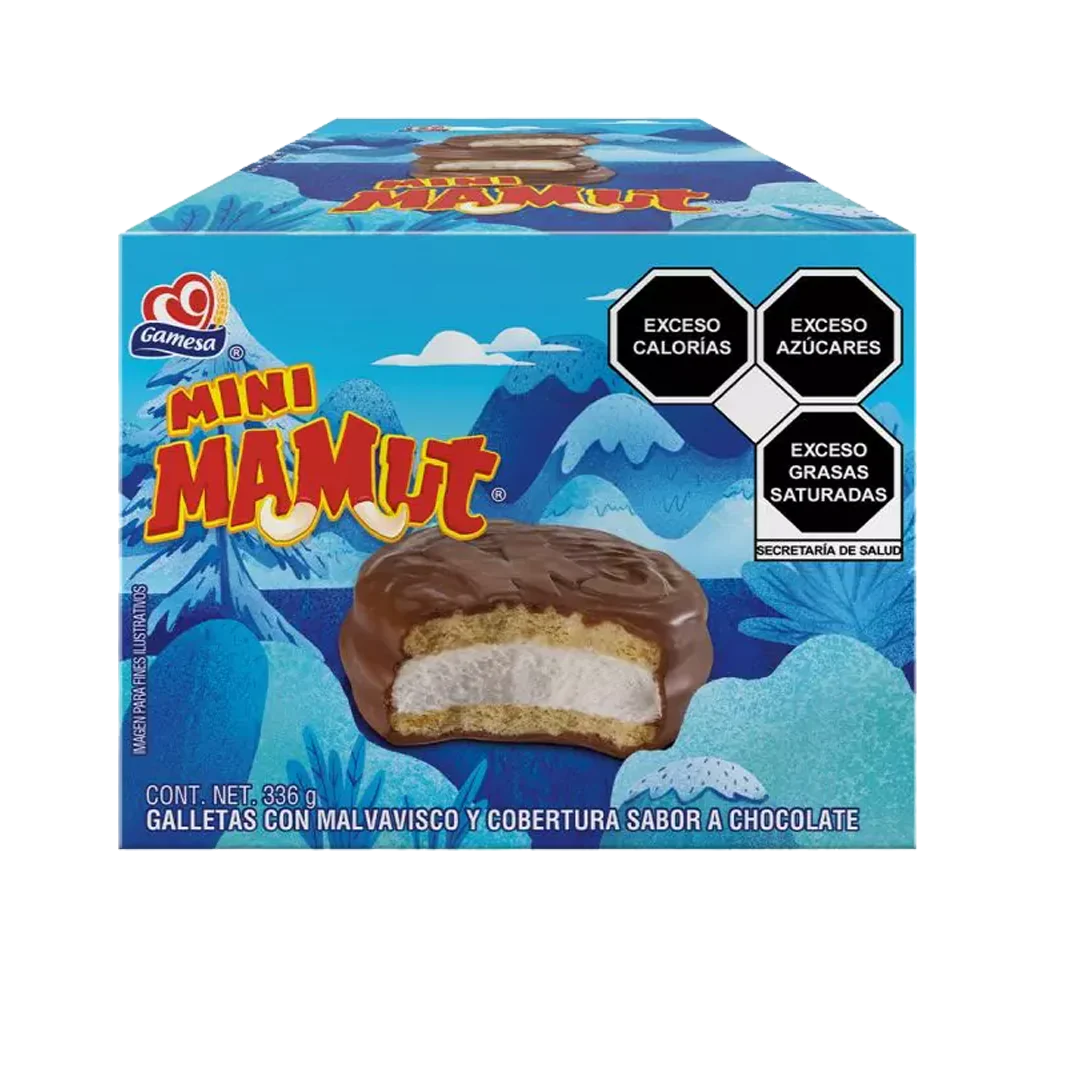 MINI
MAMUT
Gamesa
®
MINI
MAMUT
®
EXCESO
CALORÍAS
EXCESO
AZÚCARES
EXCESO
GRASAS
SATURADAS
SECRETARÍA DE SALUD
IMAGEN PARA FINES ILUSTRATIVOS
CONT. NET. 336 g
GALLETAS CON MALVAVISCO Y COBERTURA SABOR A CHOCOLATE